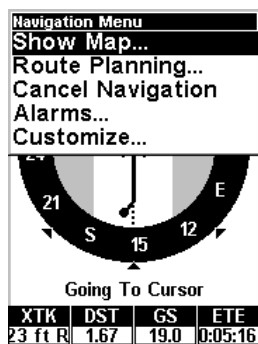 Navigation Menu
Show Map...
Route Planning...
Cancel Navigation
Alarms...
Customize...
24
21
S
15
12
E
Going To Cursor
XTK DST GS ETE
23 ft R 1.67 19.0 0:05:16